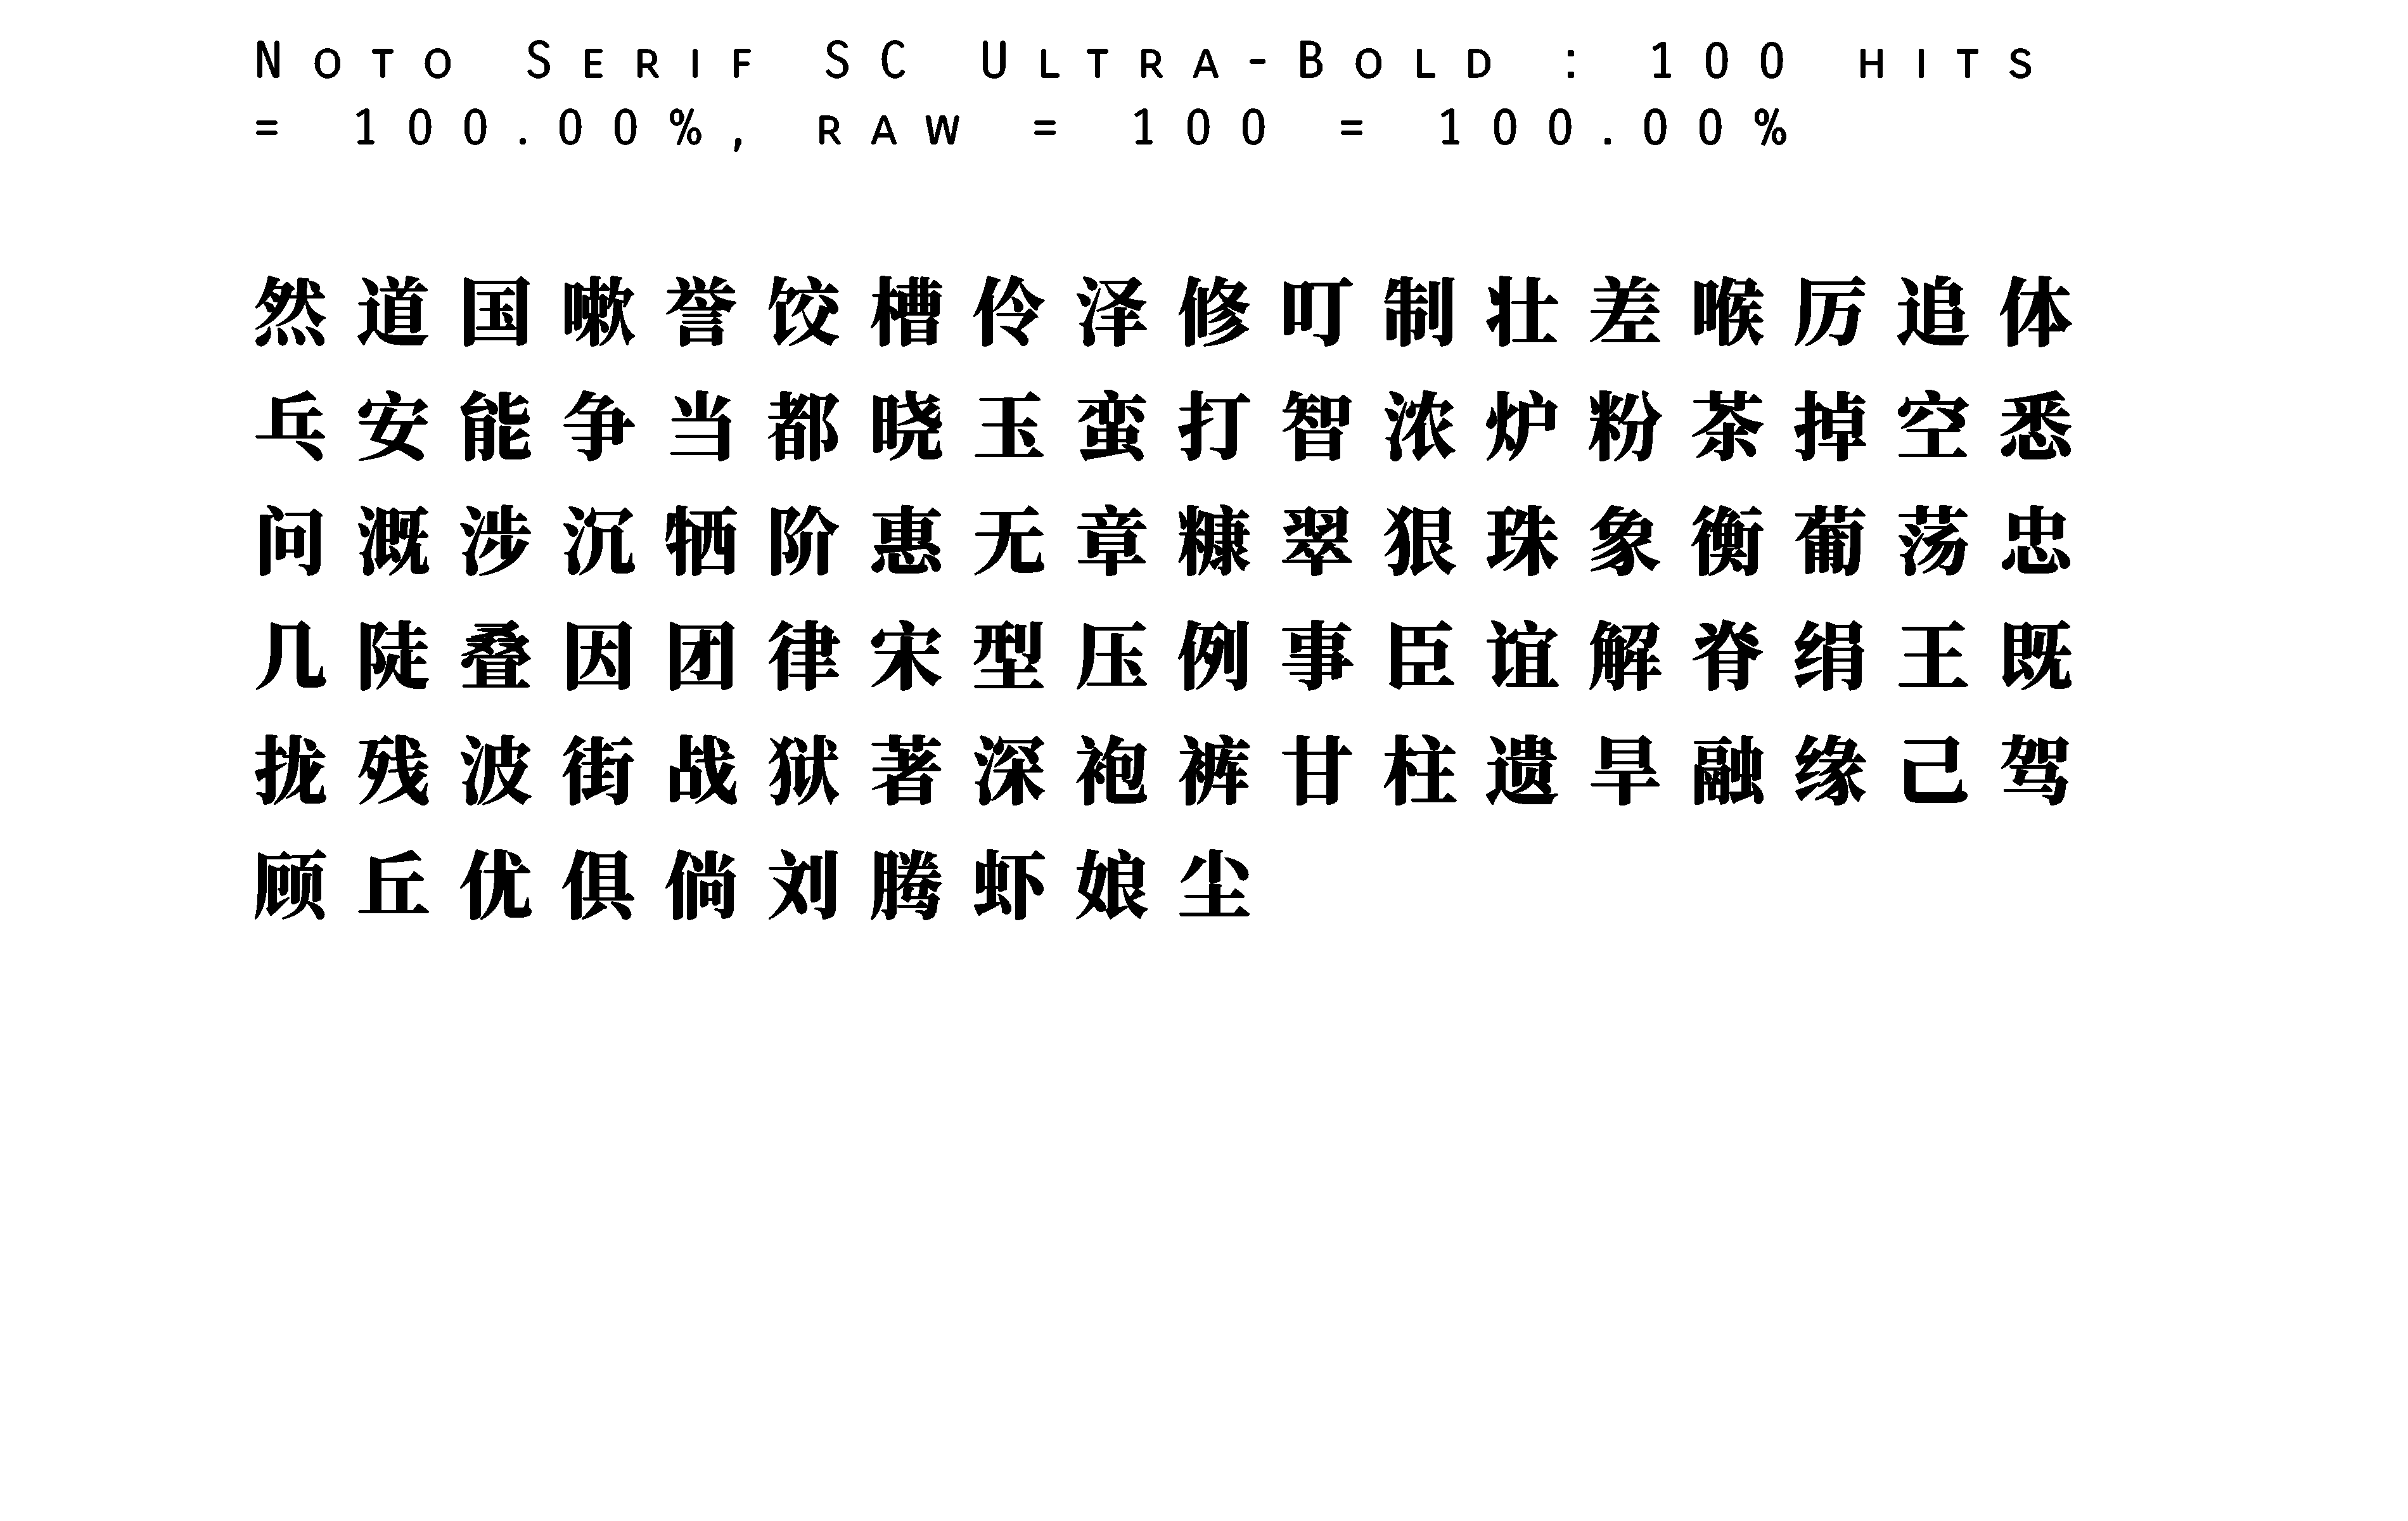 Noto Serif SC Ultra-Bold : 100 hits
= 100.00%, raw = 100 = 100.00%
然道国嗽誉饺槽伶泽修叮制壮差喉厉追体
乓安能争当都晓玉蛮打智浓炉粉茶掉空悉
问溉涉沉牺阶惠无章糠翠狠珠象衡葡荡忠
几陡叠因团律宋型压例事臣谊解脊绢王既
拢残波街战狱著深袍裤甘柱遗旱融缘己驾
顾丘优俱倘刘腾虾娘尘